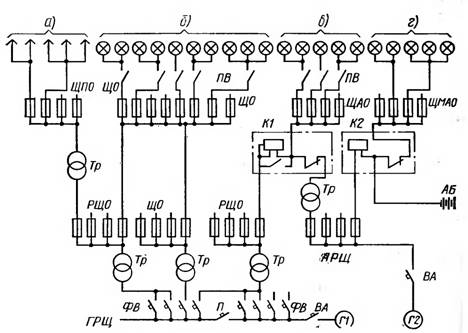 а) б) в) г)
ЩПО ЩО ПВ ЩО ПВ ЩАО ЩМАО
К1 К2
Тр Тр АБ
РЩО ЩО РЩО АРЩ
Тр Тр Тр ВА
ФВ П ФВ ВА
ГРЩ Г1 Г2